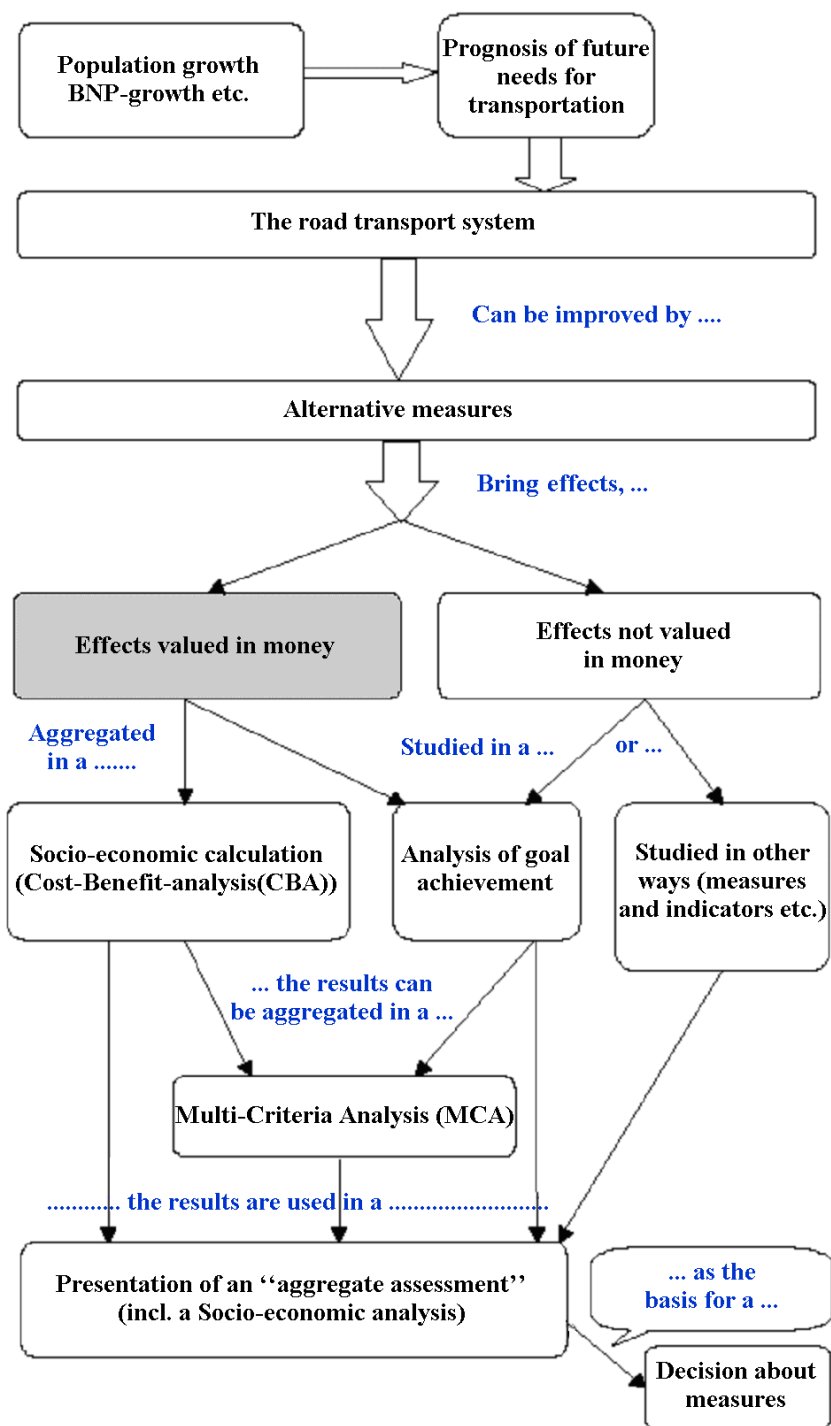 Population growth
BNP-growth etc.
Prognosis of future
needs for
transportation
The road transport system
Can be improved by ....
Alternative measures
Bring effects, ...
Effects valued in money
Effects not valued
in money
Aggregated
in a .......
Studied in a ...
or ...
Socio-economic calculation
(Cost-Benefit-analysis(CBA))
Analysis of goal
achievement
Studied in other
ways (measures
and indicators etc.)
... the results can
be aggregated in a ...
Multi-Criteria Analysis (MCA)
............ the results are used in a ..........................
Presentation of an ‘‘aggregate assessment’’
(incl. a Socio-economic analysis)
... as the
basis for a ...
Decision about
measures